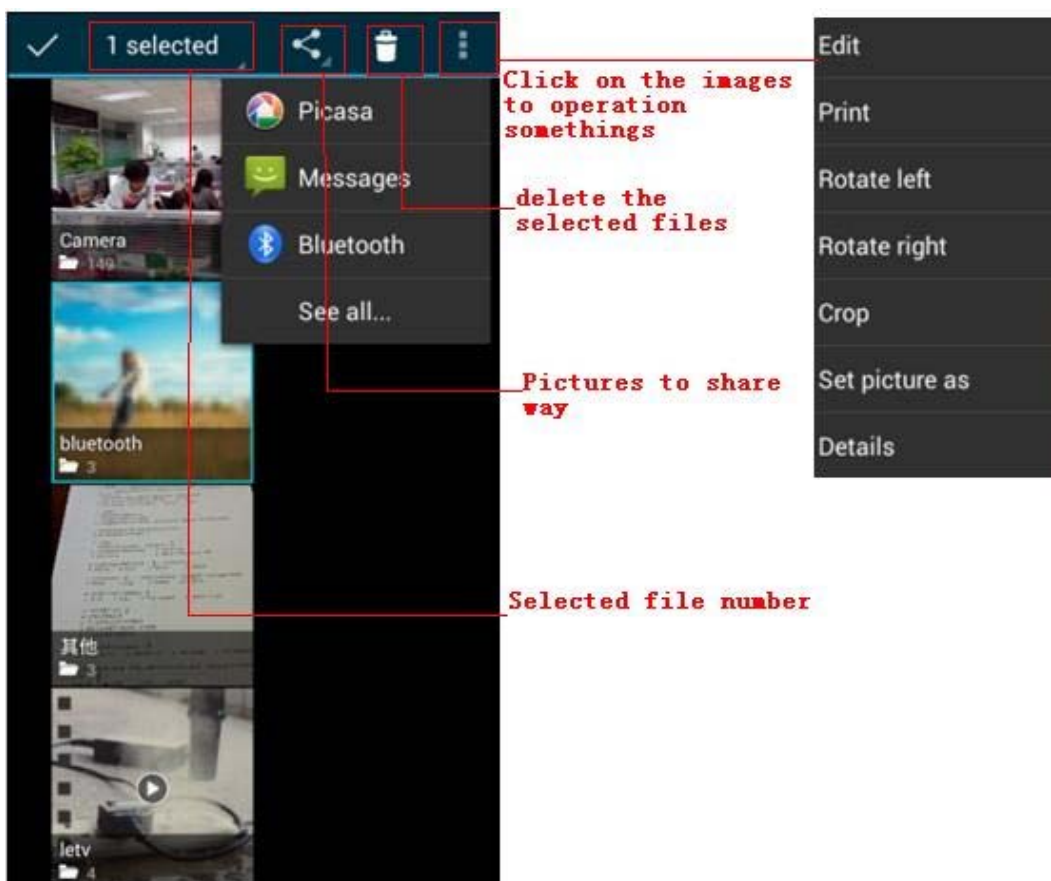 1 selected
Picasa
Messages
Bluetooth
See all...
Camera
149
bluetooth
3
其他
3
letv
4
Click on the images
to operation
somethings
delete the
selected files
Pictures to share
way
Selected file number
Edit
Print
Rotate left
Rotate right
Crop
Set picture as
Details